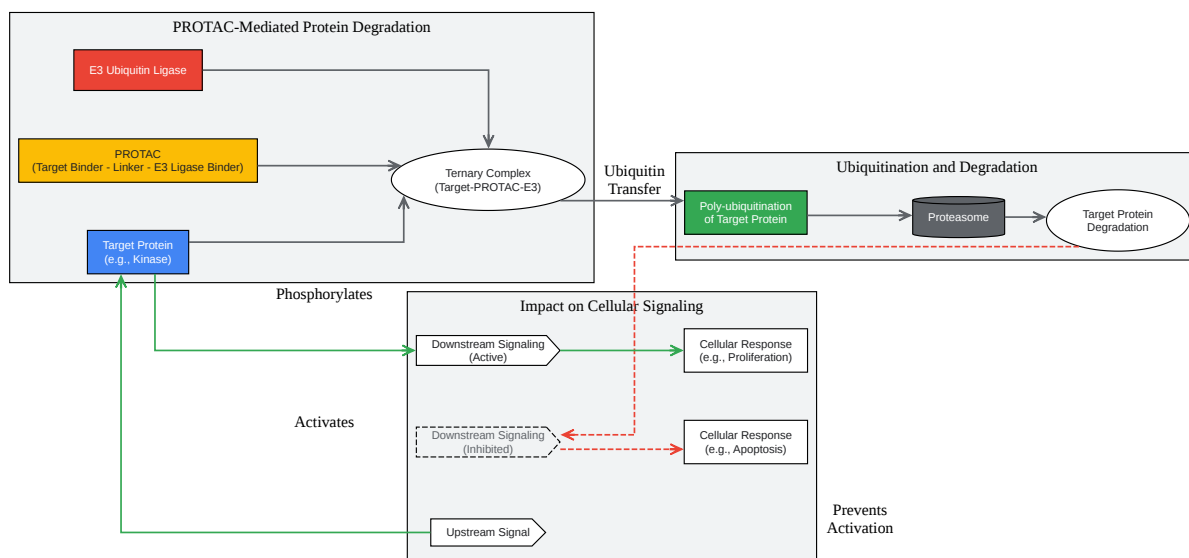 PROTAC-Mediated Protein Degradation
E3 Ubiquitin Ligase
PROTAC
(Target Binder - Linker - E3 Ligase Binder)
Ternary Complex
(Target-PROTAC-E3)
Target Protein
(e.g., Kinase)
Ubiquitin
Transfer
Ubiquitination and Degradation
Poly-ubiquitination
of Target Protein
Proteasome
Target Protein
Degradation
Phosphorylates
Impact on Cellular Signaling
Downstream Signaling
(Active)
Cellular Response
(e.g., Proliferation)
Activates
Downstream Signaling
(Inhibited)
Cellular Response
(e.g., Apoptosis)
Upstream Signal
Prevents
Activation